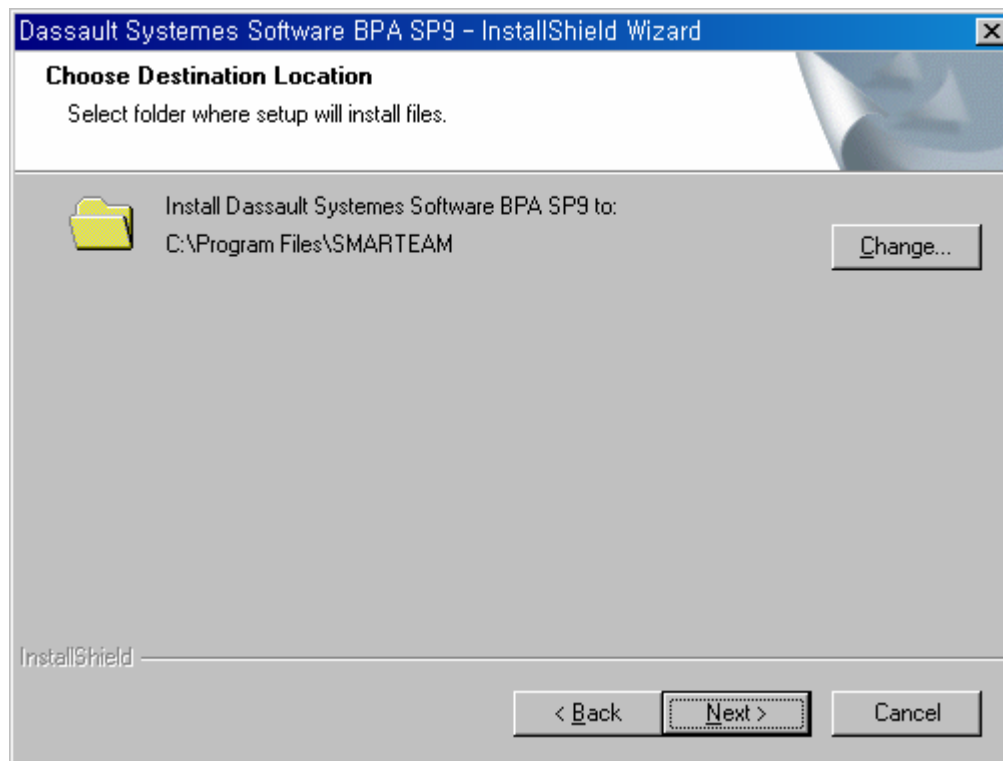 Dassault Systemes Software BPA SP9 - InstallShield Wizard
Choose Destination Location
Select folder where setup will install files.
Install Dassault Systemes Software BPA SP9 to:
C:\Program Files\SMARTEAM
Change...
InstallShield
< Back
Next >
Cancel